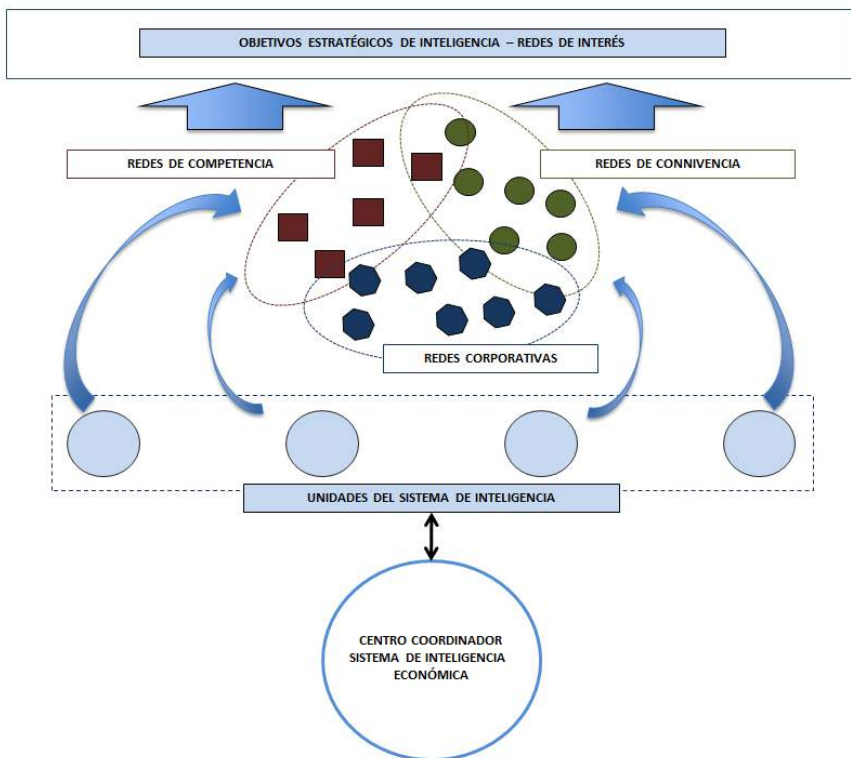 OBJETIVOS ESTRATÉGICOS DE INTELIGENCIA – REDES DE INTERÉS
REDES DE COMPETENCIA
REDES DE CONNIVENCIA
REDES CORPORATIVAS
UNIDADES DEL SISTEMA DE INTELIGENCIA
CENTRO COORDINADOR
SISTEMA DE INTELIGENCIA
ECONÓMICA